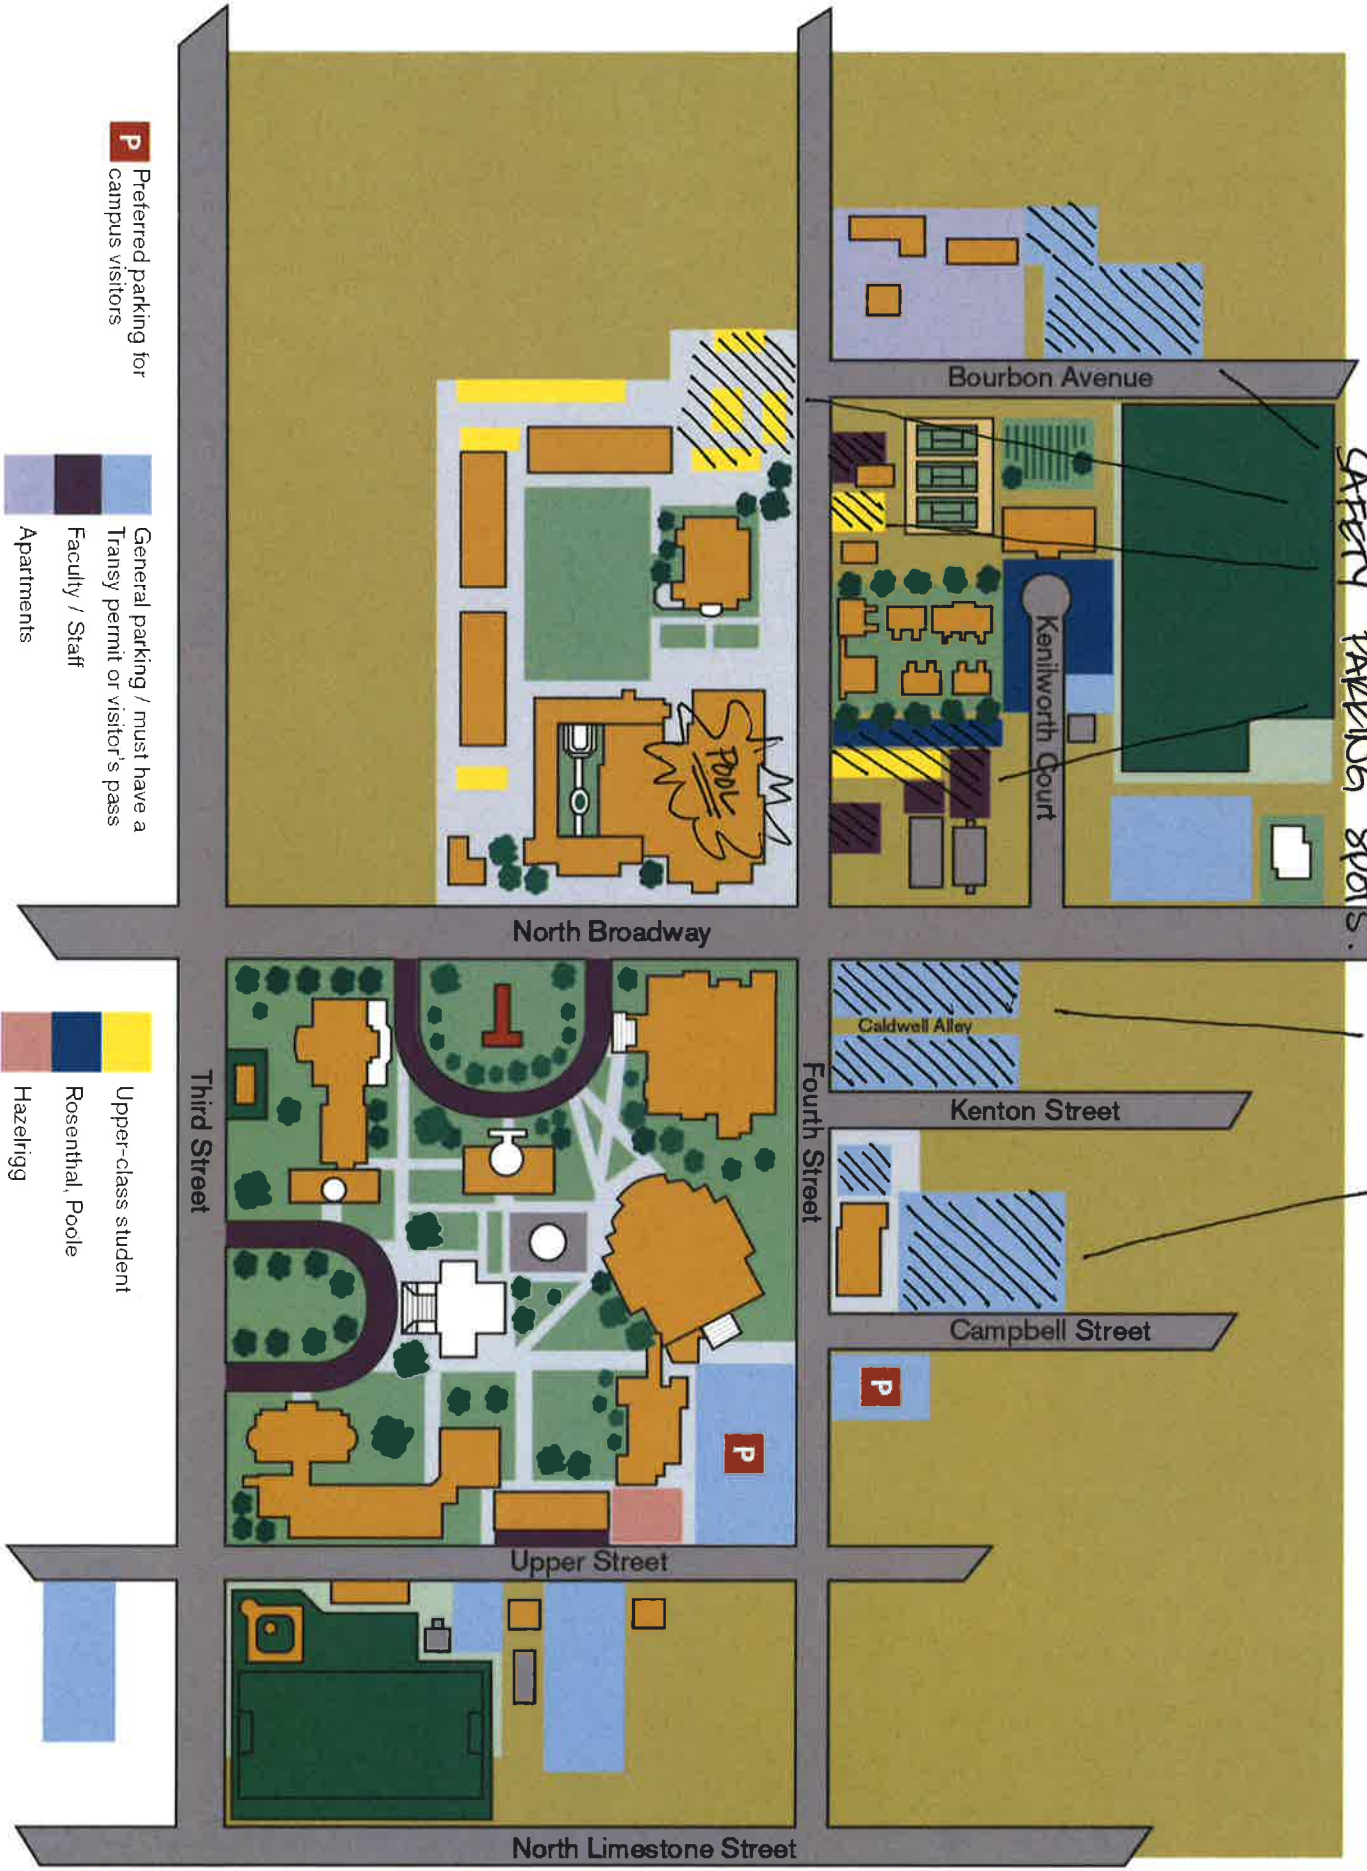 SAFETY PARKING SPOTS.
Bourbon Avenue
Kenilworth Court
POOL
North Broadway
Caldwell Alley
Kenton Street
Fourth Street
Third Street
Campbell Street
P
P
Upper Street
North Limestone Street
P
Preferred parking for
campus visitors
General parking / must have a
Transy permit or visitor's pass
Faculty / Staff
Apartments
Upper-class student
Rosenthal, Poole
Hazelrigg